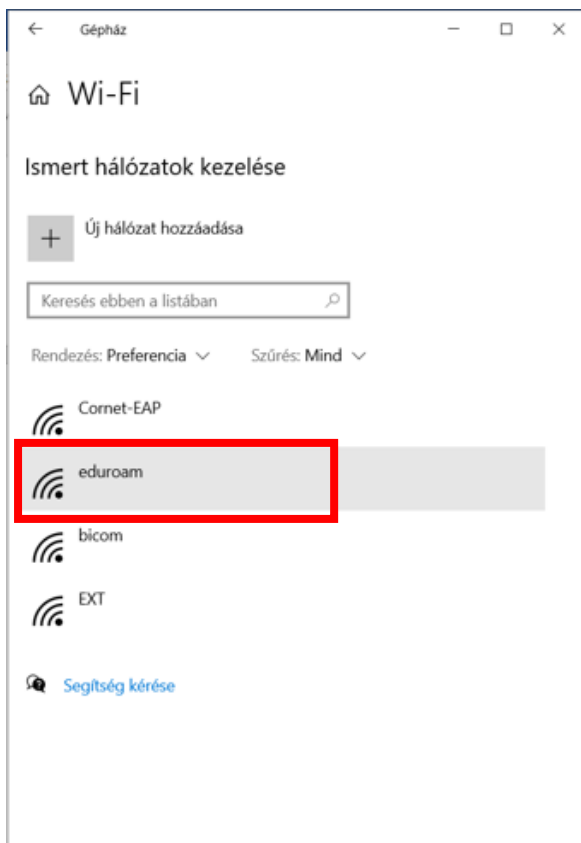 Gépház
Wi-Fi
Ismert hálózatok kezelése
Új hálózat hozzáadása
Keresés ebben a listában
Rendezés: Preferencia Szűrés: Mind
Cornet-EAP
eduroam
bicom
EXT
Segítség kérése